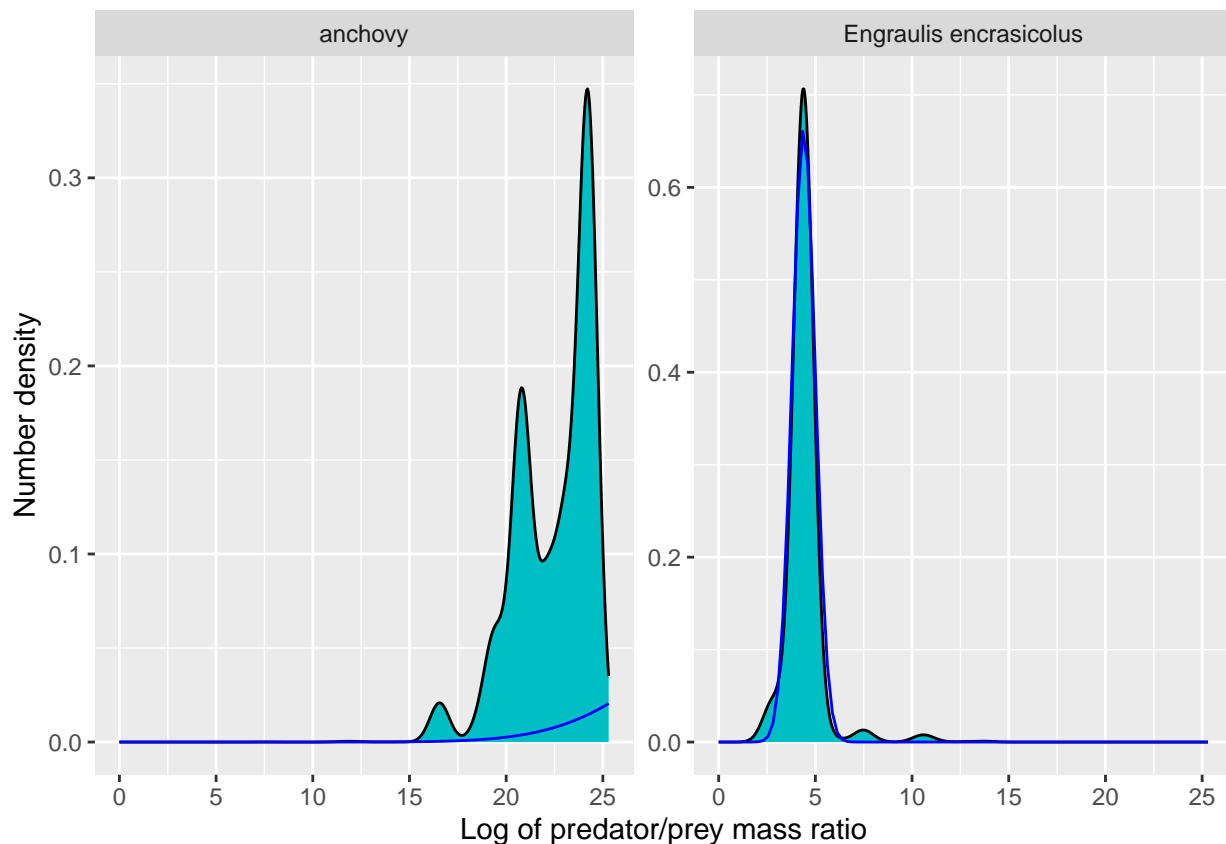 anchovy
Engraulis encrasicolus
Number density
0.3
0.2
0.1
0.0
0.6
0.4
0.2
0.0
0 5 10 15 20 25
0 5 10 15 20 25
Log of predator/prey mass ratio